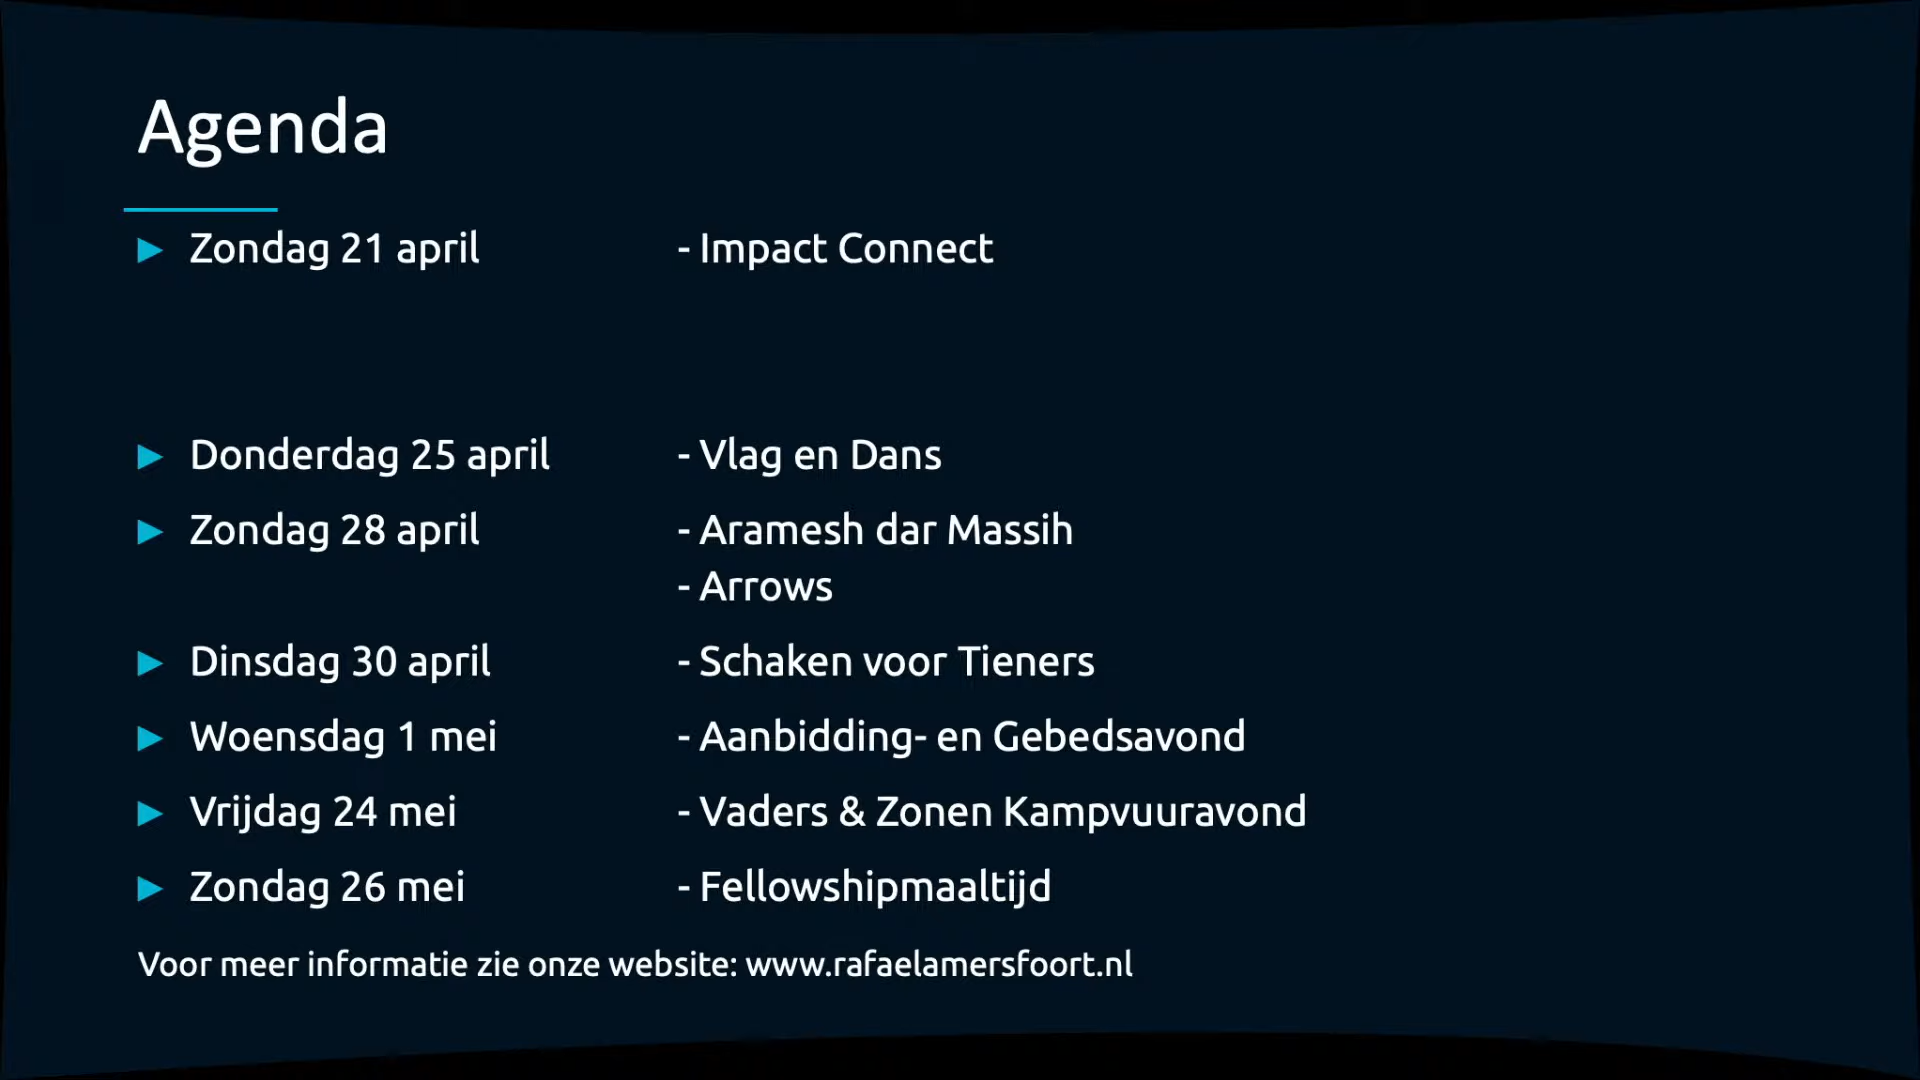 Agenda
► Zondag 21 april - Impact Connect
► Donderdag 25 april - Vlag en Dans
► Zondag 28 april - Aramesh dar Massih
- Arrows
► Dinsdag 30 april - Schaken voor Tieners
► Woensdag 1 mei - Aanbidding- en Gebedsavond
► Vrijdag 24 mei - Vaders & Zonen Kampvuuravond
► Zondag 26 mei - Fellowshipmaaltijd
Voor meer informatie zie onze website: www.rafaelamersfoort.nl